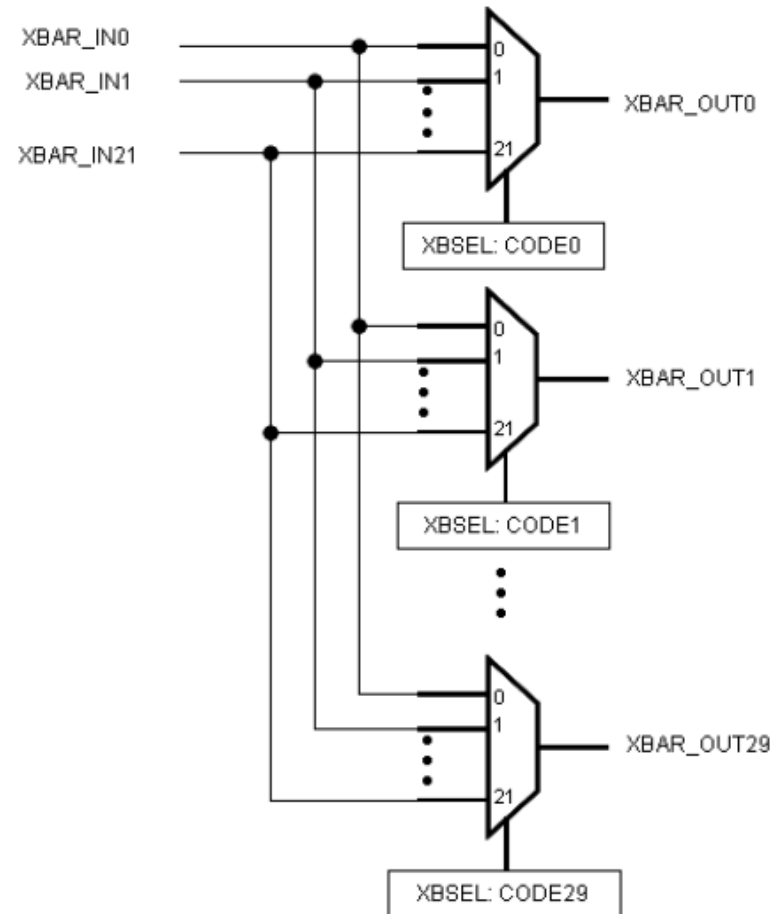 XBAR_IN0
0
XBAR_IN1
1
XBAR_OUT0
XBAR_IN21
21
XBSEL: CODE0
0
1
XBAR_OUT1
21
XBSEL: CODE1
0
1
XBAR_OUT29
21
XBSEL: CODE29